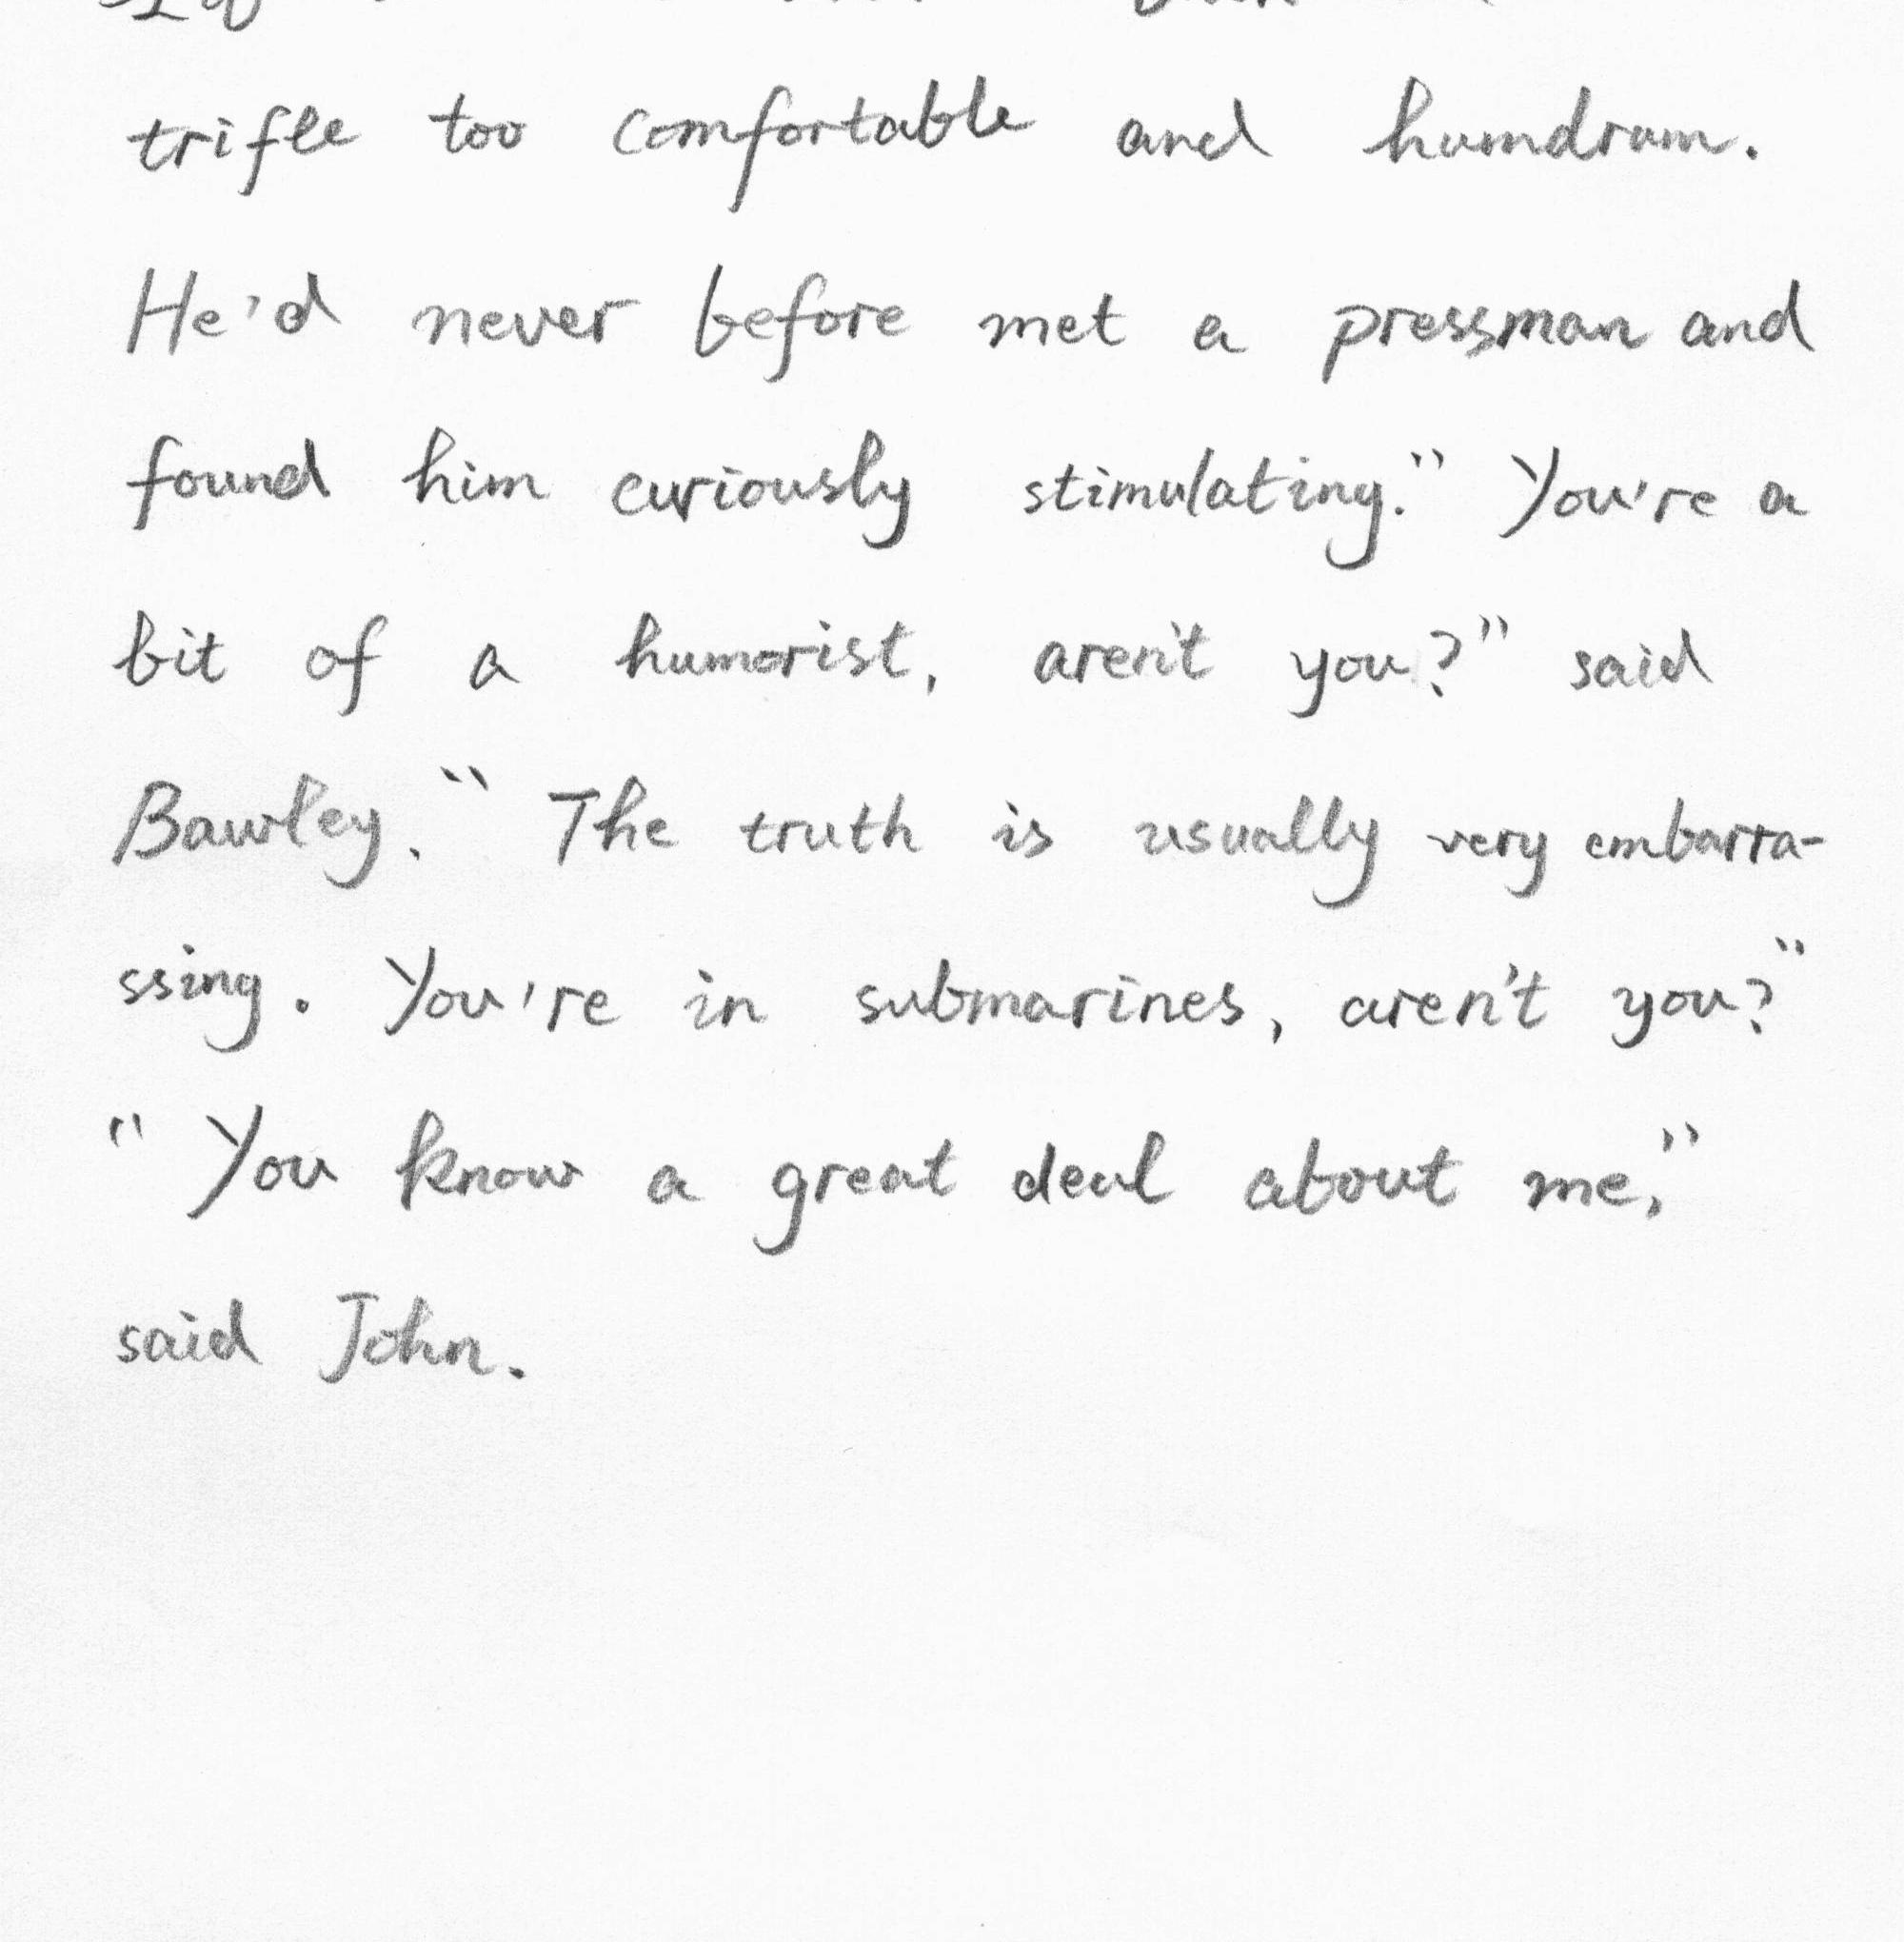 trifle too comfortable and humdrum.
He'd never before met a pressman and
found him curiously stimulating." You're a
bit of a humorist, aren't you?" said
Bawley." The truth is usually very embarra-
ssing. You're in submarines, aren't you?"
" You know a great deal about me,"
said John.